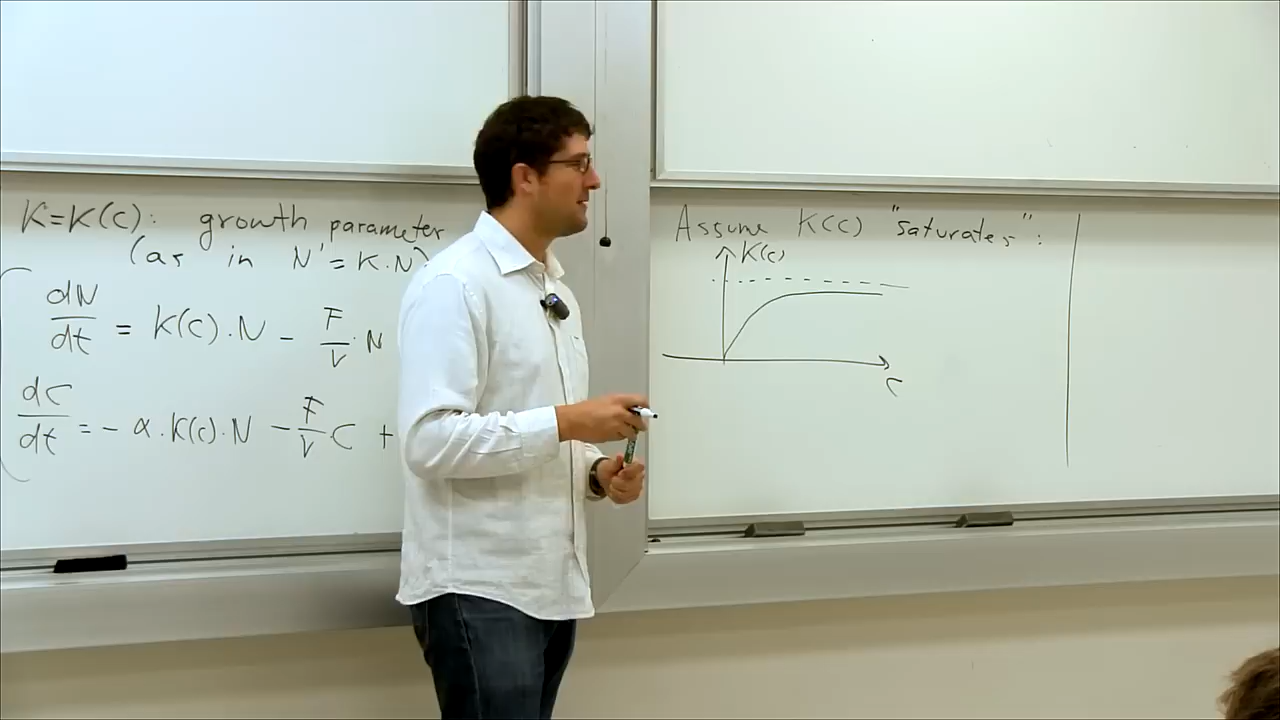 K=K(C): growth parameter
(as in N'=K.N)
dN/dt = K(C).N - F/V N
dC/dt = - α.K(C).N - F/V C +
Assume K(C) "saturates":
K(C)
C